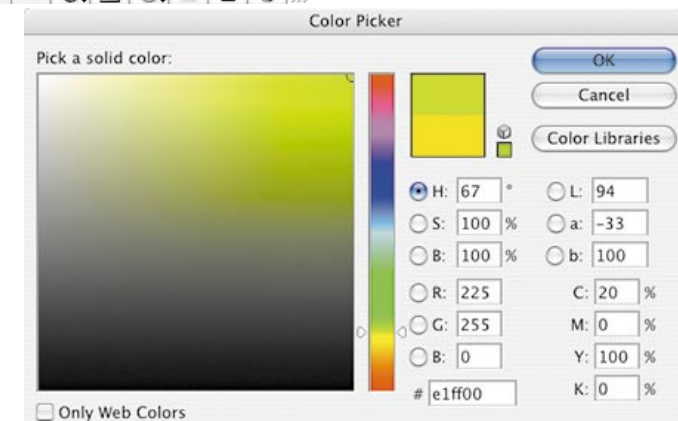 Color Picker
Pick a solid color:
OK
Cancel
Color Libraries
H: 67 °
L: 94
S: 100 %
a: -33
B: 100 %
b: 100
R: 225
C: 20 %
G: 255
M: 0 %
B: 0
Y: 100 %
# e1ff00
K: 0 %
Only Web Colors